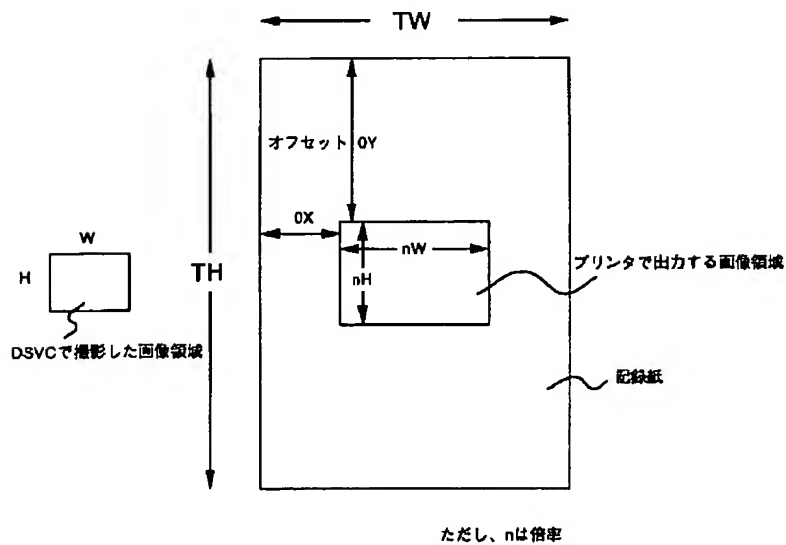 TW
オフセット OY
OX
W
nW
H
TH
nH
プリンタで出力する画像領域
DSVCで撮影した画像領域
記録紙
ただし、nは倍率